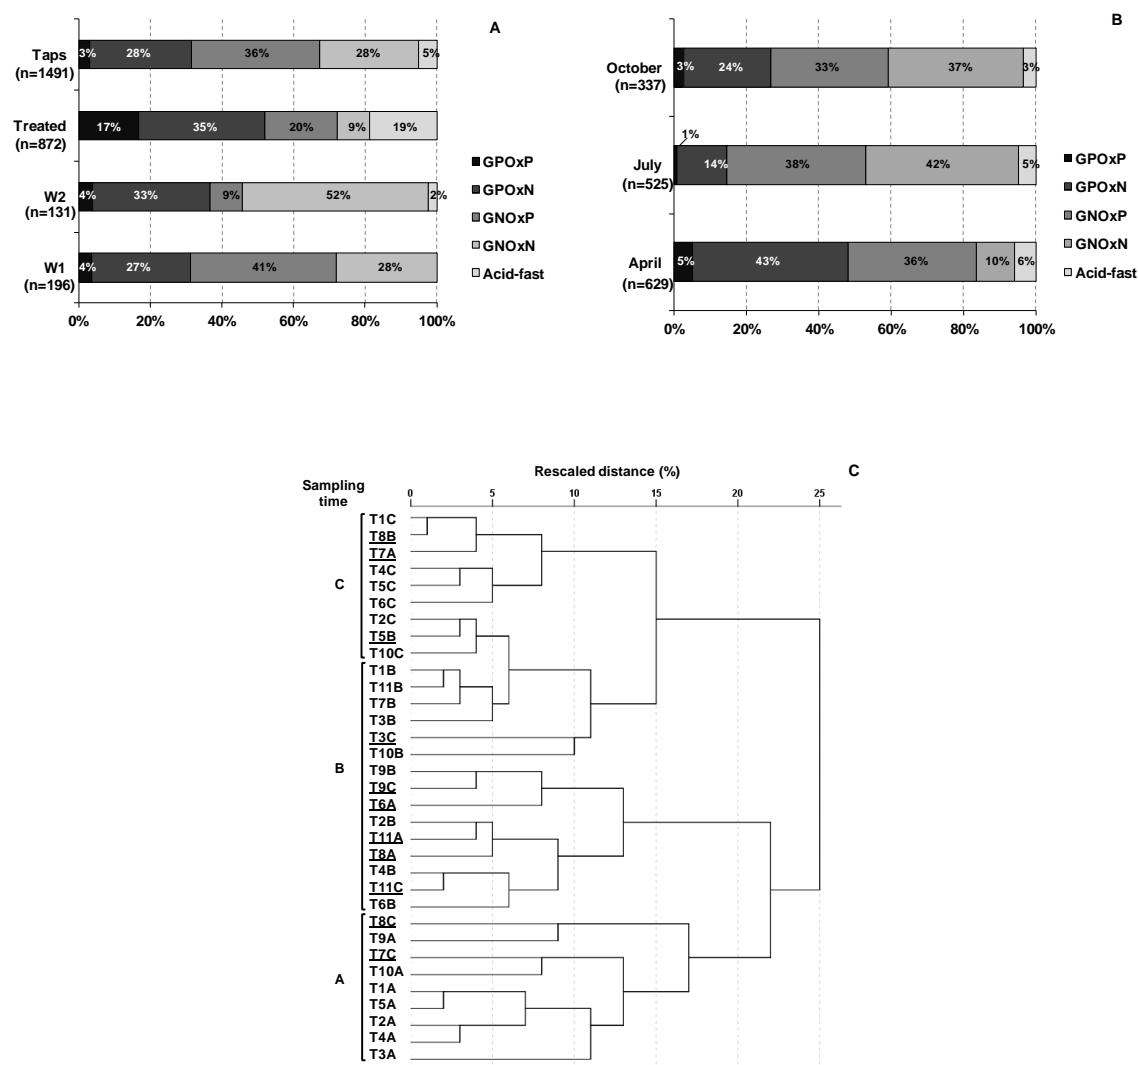 A
Taps
(n=1491)
3% 28% 36% 28% 5%
Treated
(n=872)
17% 35% 20% 9% 19%
W2
(n=131)
4% 33% 9% 52% 2%
W1
(n=196)
4% 27% 41% 28%
0% 20% 40% 60% 80% 100%
GPOxP
GPOxN
GNOxP
GNOxN
Acid-fast
B
October
(n=337)
3% 24% 33% 37% 3%
1%
July
(n=525)
14% 38% 42% 5%
April
(n=629)
5% 43% 36% 10% 6%
0% 20% 40% 60% 80% 100%
GPOxP
GPOxN
GNOxP
GNOxN
Acid-fast
Rescaled distance (%)
C
Sampling
time
0 5 10 15 20 25
C
T1C
T8B
T7A
T4C
T5C
T6C
T2C
T5B
T10C
B
T1B
T11B
T7B
T3B
T3C
T10B
T9B
T9C
T6A
T2B
T11A
T8A
T4B
T11C
T6B
A
T8C
T9A
T7C
T10A
T1A
T5A
T2A
T4A
T3A